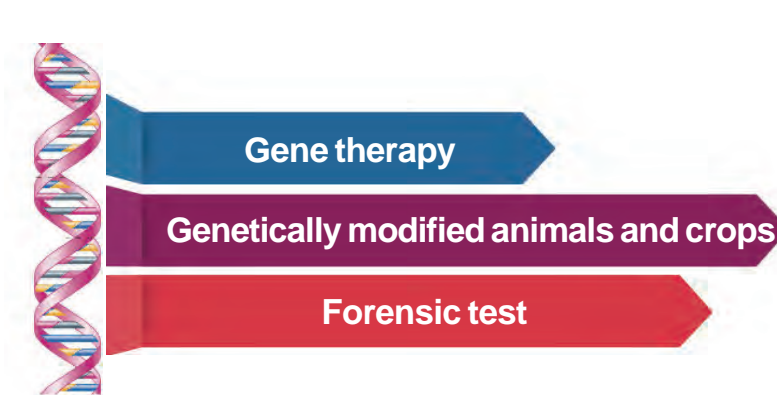 Gene therapy
Genetically modified animals and crops
Forensic test